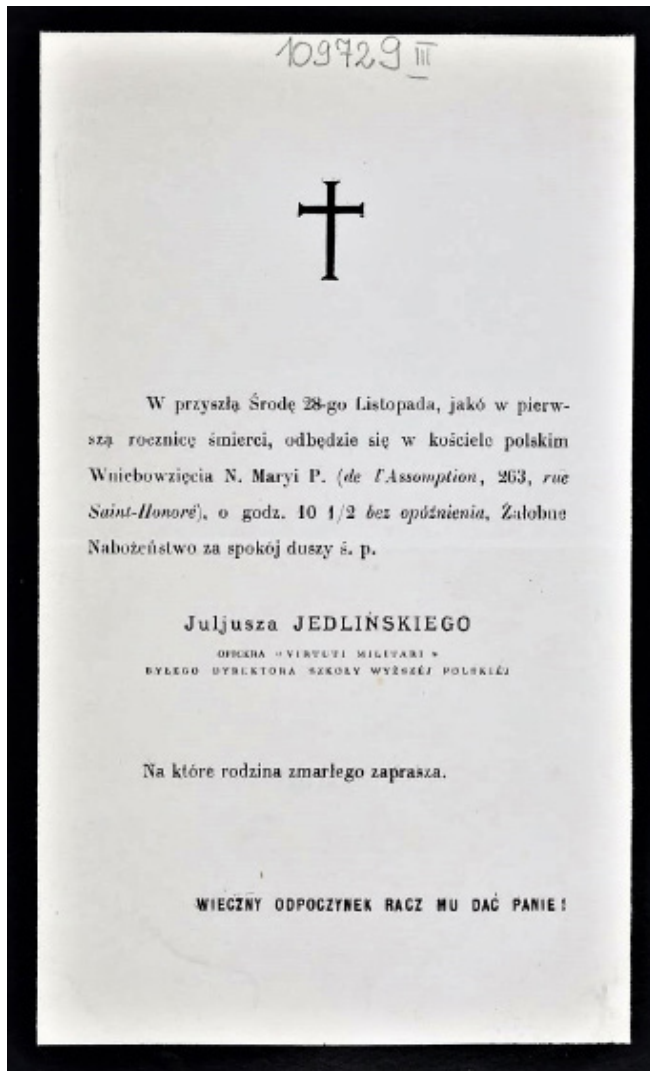 109729 III
W przyszłą Środę 28-go Listopada, jakó w pierw-
szą rocznicę śmierci, odbędzie się w kościele polskim
Wniebowzięcia N. Maryi P. (de l'Assomption, 263, rue
Saint-Honoré), o godz. 10 1/2 bez opóźnienia, Żałobne
Nabożeństwo za spokój duszy ś. p.
Juljusza JEDLIŃSKIEGO
OFICERA « VIRTUTI MILITARI »
BYŁEGO DYREKTORA SZKOŁY WYŻSZÉJ POLSKIÉJ
Na które rodzina zmarłego zaprasza.
WIECZNY ODPOCZYNEK RACZ MU DAĆ PANIE!